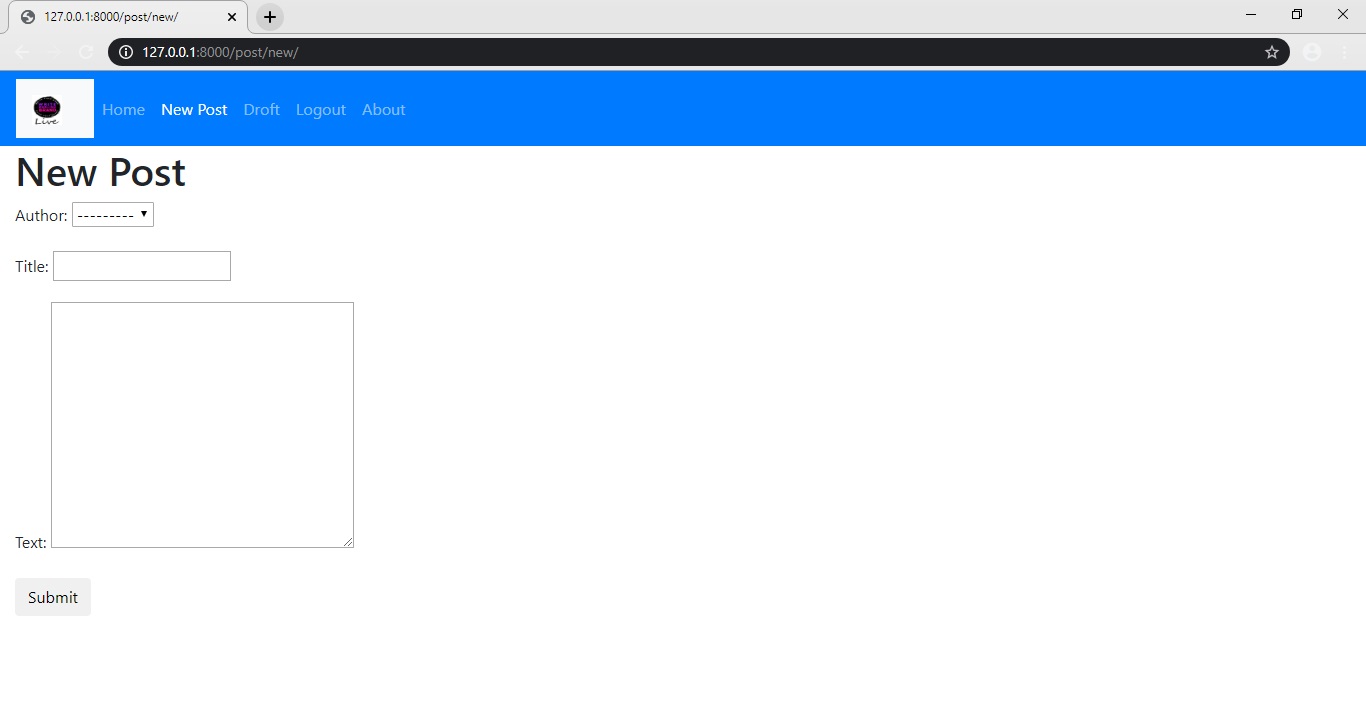 127.0.0.1:8000/post/new/
127.0.0.1:8000/post/new/
Live
Home New Post Droft Logout About
New Post
Author: ---------
Title:
Text:
Submit